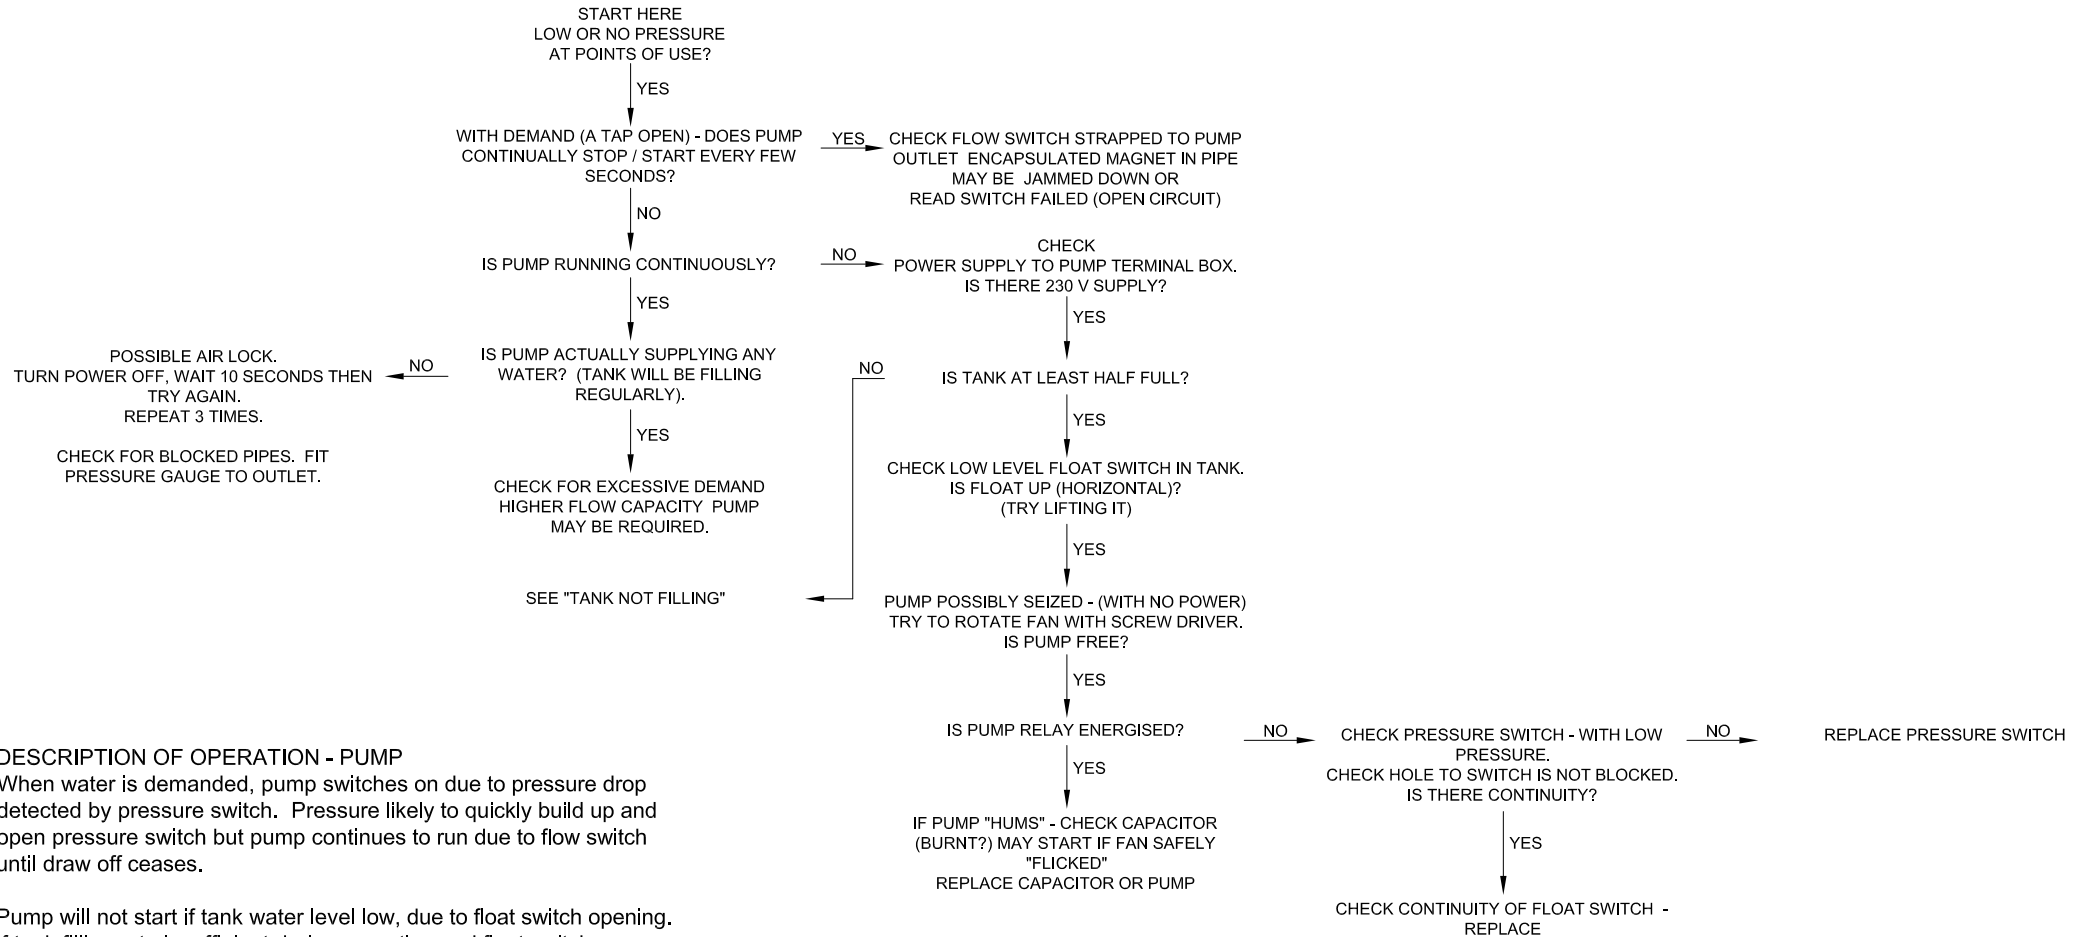 START HERE
LOW OR NO PRESSURE
AT POINTS OF USE?
YES
WITH DEMAND (A TAP OPEN) - DOES PUMP
CONTINUALLY STOP / START EVERY FEW
SECONDS?
YES
CHECK FLOW SWITCH STRAPPED TO PUMP
OUTLET ENCAPSULATED MAGNET IN PIPE
MAY BE JAMMED DOWN OR
READ SWITCH FAILED (OPEN CIRCUIT)
NO
IS PUMP RUNNING CONTINUOUSLY?
NO
CHECK
POWER SUPPLY TO PUMP TERMINAL BOX.
IS THERE 230 V SUPPLY?
YES
YES
IS PUMP ACTUALLY SUPPLYING ANY
WATER? (TANK WILL BE FILLING
REGULARLY).
NO
POSSIBLE AIR LOCK.
TURN POWER OFF, WAIT 10 SECONDS THEN
TRY AGAIN.
REPEAT 3 TIMES.
CHECK FOR BLOCKED PIPES. FIT
PRESSURE GAUGE TO OUTLET.
YES
CHECK FOR EXCESSIVE DEMAND
HIGHER FLOW CAPACITY PUMP
MAY BE REQUIRED.
IS TANK AT LEAST HALF FULL?
NO
SEE "TANK NOT FILLING"
YES
CHECK LOW LEVEL FLOAT SWITCH IN TANK.
IS FLOAT UP (HORIZONTAL)?
(TRY LIFTING IT)
YES
PUMP POSSIBLY SEIZED - (WITH NO POWER)
TRY TO ROTATE FAN WITH SCREW DRIVER.
IS PUMP FREE?
YES
IS PUMP RELAY ENERGISED?
NO
CHECK PRESSURE SWITCH - WITH LOW
PRESSURE.
CHECK HOLE TO SWITCH IS NOT BLOCKED.
IS THERE CONTINUITY?
NO
REPLACE PRESSURE SWITCH
YES
IF PUMP "HUMS" - CHECK CAPACITOR
(BURNT?) MAY START IF FAN SAFELY
"FLICKED"
REPLACE CAPACITOR OR PUMP
YES
CHECK CONTINUITY OF FLOAT SWITCH -
REPLACE
DESCRIPTION OF OPERATION - PUMP
When water is demanded, pump switches on due to pressure drop
detected by pressure switch. Pressure likely to quickly build up and
open pressure switch but pump continues to run due to flow switch
until draw off ceases.
Pump will not start if tank water level low, due to float switch opening.